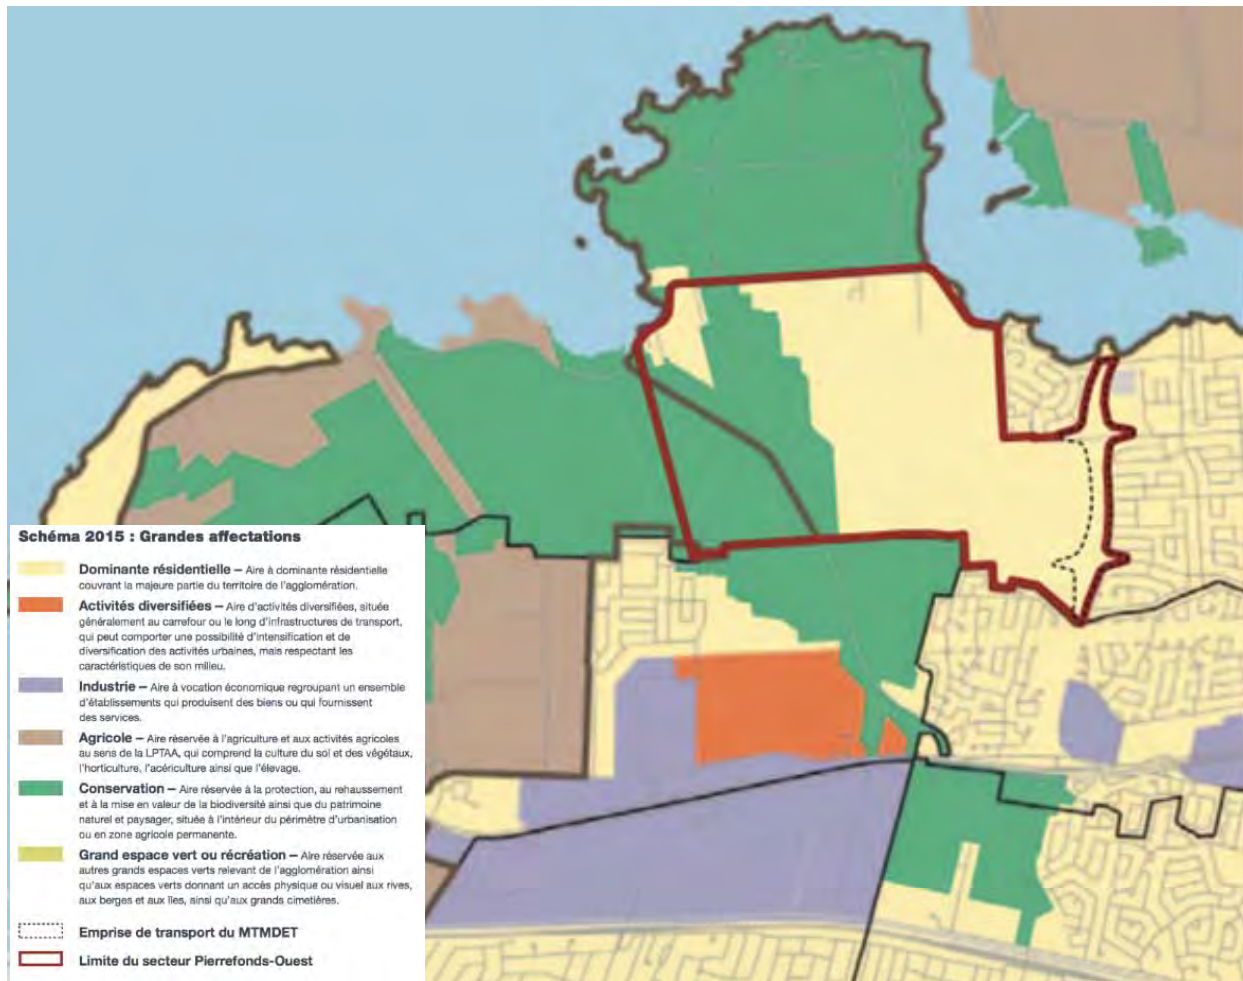 Schéma 2015 : Grandes affectations
Dominante résidentielle – Aire à dominante résidentielle
couvrant la majeure partie du territoire de l'agglomération.
Activités diversifiées – Aire d'activités diversifiées, située
généralement au carrefour ou le long d'infrastructures de transport,
qui peut comporter une possibilité d'intensification et de
diversification des activités urbaines, mais respectant les
caractéristiques de son milieu.
Industrie – Aire à vocation économique regroupant un ensemble
d'établissements qui produisent des biens ou qui fournissent
des services.
Agricole – Aire réservée à l'agriculture et aux activités agricoles
au sens de la LPTAA, qui comprend la culture du sol et des végétaux,
l'horticulture, l'acériculture ainsi que l'élevage.
Conservation – Aire réservée à la protection, au rehaussement
et à la mise en valeur de la biodiversité ainsi que du patrimoine
naturel et paysager, située à l'intérieur du périmètre d'urbanisation
ou en zone agricole permanente.
Grand espace vert ou récréation – Aire réservée aux
autres grands espaces verts relevant de l'agglomération ainsi
qu'aux espaces verts donnant un accès physique ou visuel aux rives,
aux berges et aux îles, ainsi qu'aux grands cimetières.
Emprise de transport du MTMDET
Limite du secteur Pierrefonds-Ouest